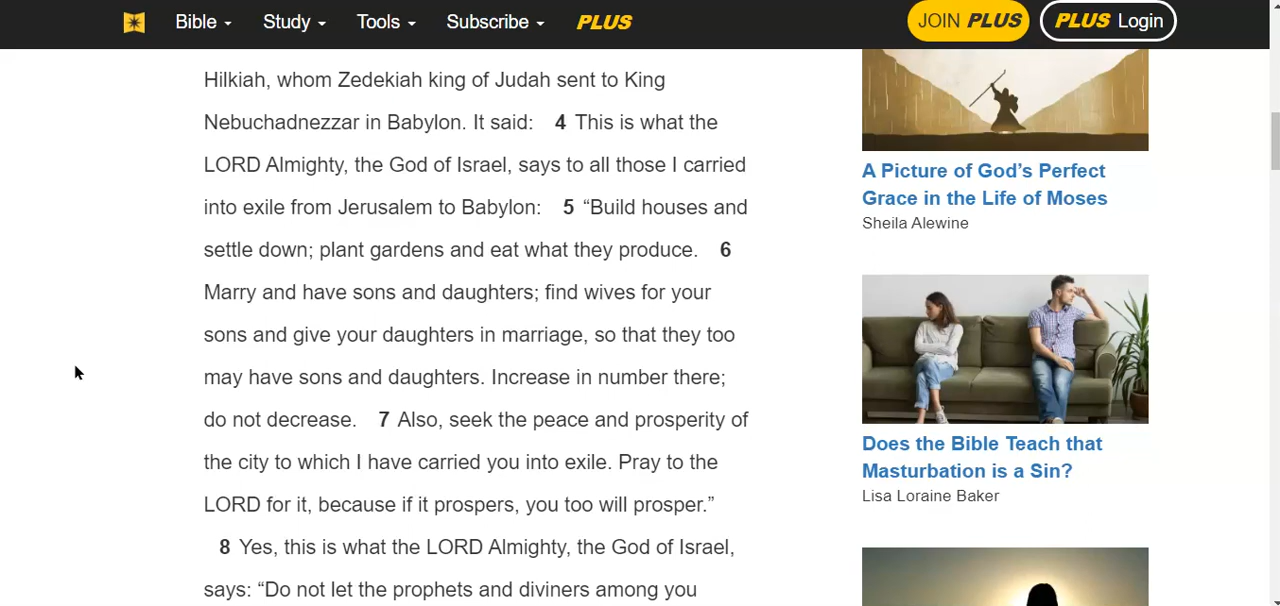 Bible Study Tools Subscribe PLUS JOIN PLUS PLUS Login
Hilkiah, whom Zedekiah king of Judah sent to King
Nebuchadnezzar in Babylon. It said: 4 This is what the
LORD Almighty, the God of Israel, says to all those I carried
into exile from Jerusalem to Babylon: 5 “Build houses and
settle down; plant gardens and eat what they produce. 6
Marry and have sons and daughters; find wives for your
sons and give your daughters in marriage, so that they too
may have sons and daughters. Increase in number there;
do not decrease. 7 Also, seek the peace and prosperity of
the city to which I have carried you into exile. Pray to the
LORD for it, because if it prospers, you too will prosper.”
8 Yes, this is what the LORD Almighty, the God of Israel,
says: “Do not let the prophets and diviners among you
A Picture of God’s Perfect
Grace in the Life of Moses
Sheila Alewine
Does the Bible Teach that
Masturbation is a Sin?
Lisa Loraine Baker